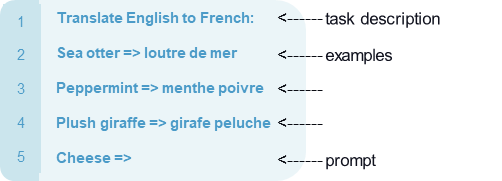 1 Translate English to French: <------ task description
2 Sea otter => loutre de mer <------ examples
3 Peppermint => menthe poivre <------
4 Plush giraffe => girafe peluche <------
5 Cheese => <------ prompt